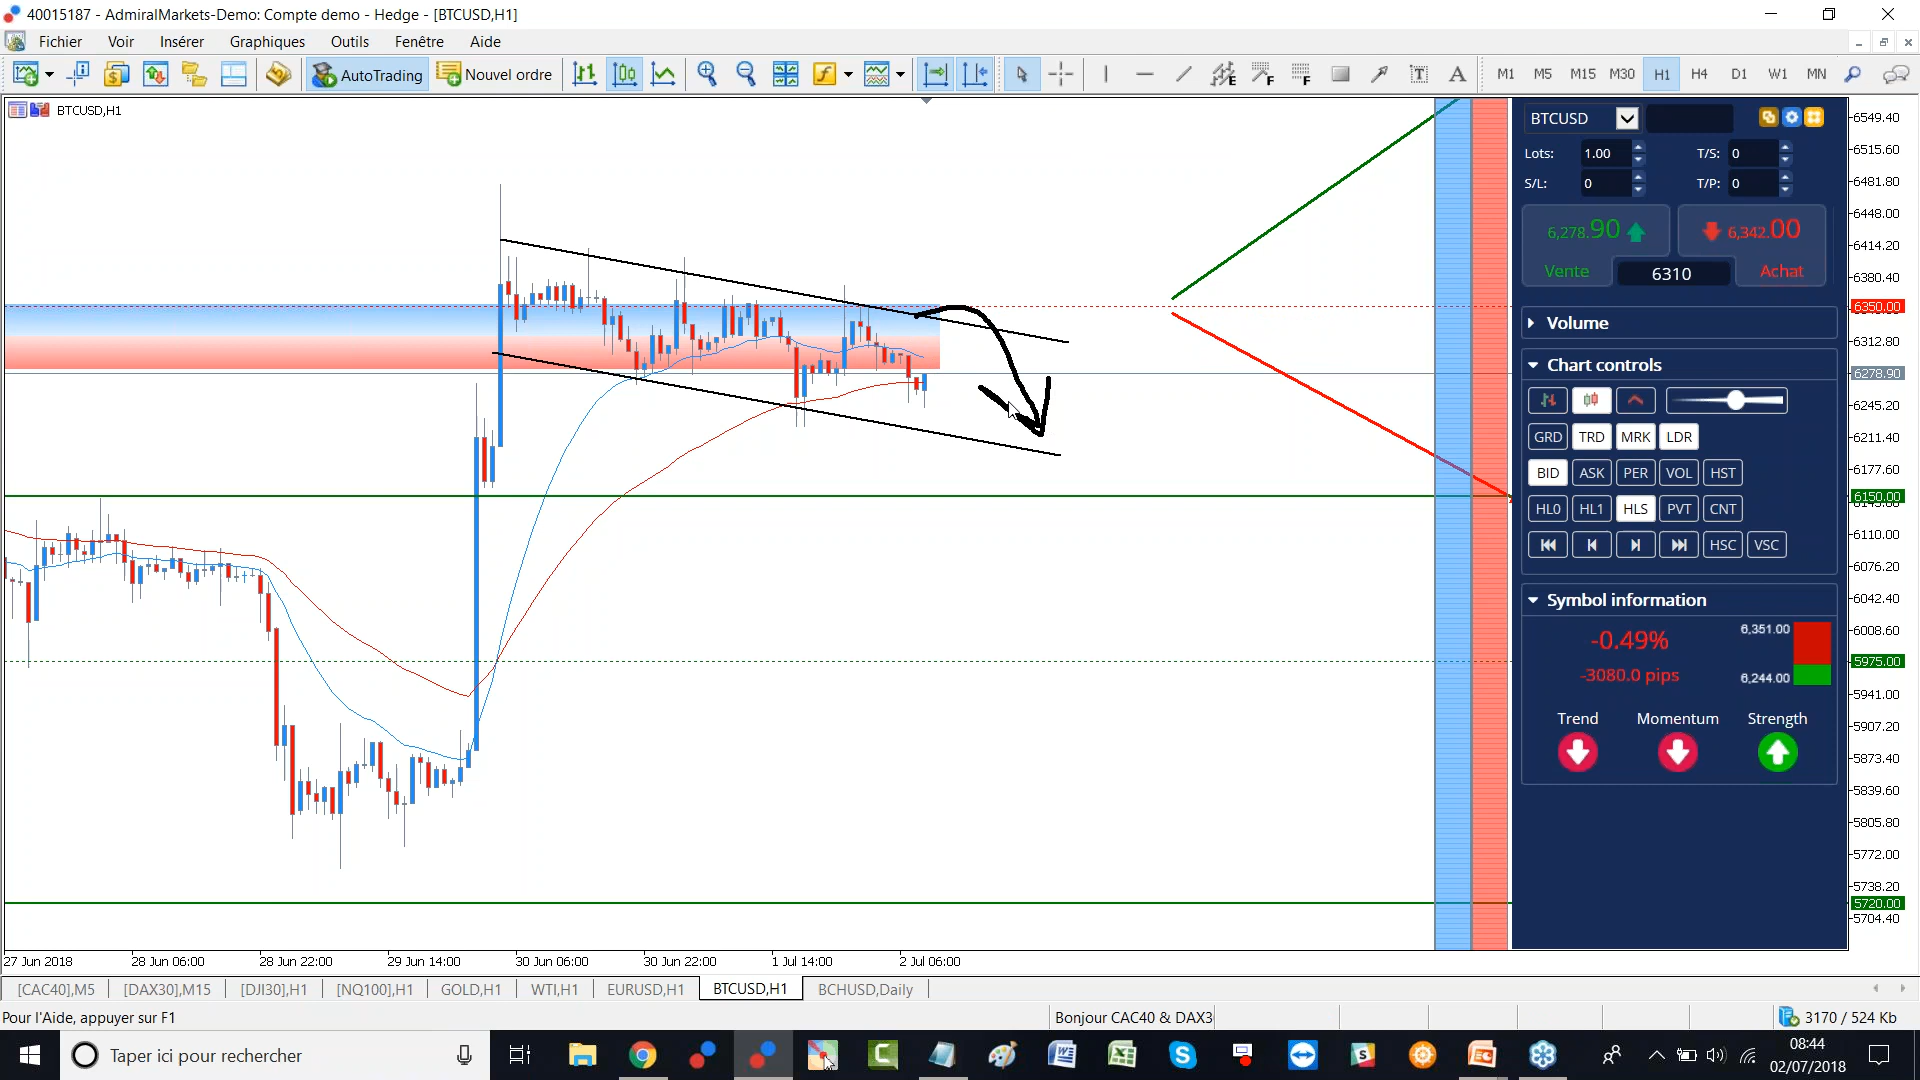 40015187 - AdmiralMarkets-Demo: Compte demo - Hedge - [BTCUSD,H1]
Fichier Voir Insérer Graphiques Outils Fenêtre Aide
AutoTrading Nouvel ordre M1 M5 M15 M30 H1 H4 D1 W1 MN
BTCUSD,H1
BTCUSD
Lots: 1.00 T/S: 0
S/L: 0 T/P: 0
6,278.90 6,342.00
Vente 6310 Achat
Volume
Chart controls
GRD TRD MRK LDR
BID ASK PER VOL HST
HL0 HL1 HLS PVT CNT
HSC VSC
Symbol information
-0.49% 6,351.00
-3080.0 pips 6,244.00
Trend Momentum Strength
6549.40
6515.60
6481.80
6448.00
6414.20
6380.40
6350.00
6312.80
6278.90
6245.20
6211.40
6177.60
6150.00
6110.00
6076.20
6042.40
6008.60
5975.00
5941.00
5907.20
5873.40
5839.60
5805.80
5772.00
5738.20
5720.00
5704.40
27 Jun 2018 28 Jun 06:00 28 Jun 22:00 29 Jun 14:00 30 Jun 06:00 30 Jun 22:00 1 Jul 14:00 2 Jul 06:00
[CAC40],M5 [DAX30],M15 [DJI30],H1 [NQ100],H1 GOLD,H1 WTI,H1 EURUSD,H1 BTCUSD,H1 BCHUSD,Daily
Pour l'Aide, appuyer sur F1 Bonjour CAC40 & DAX3 3170 / 524 Kb
Taper ici pour rechercher 08:44
02/07/2018